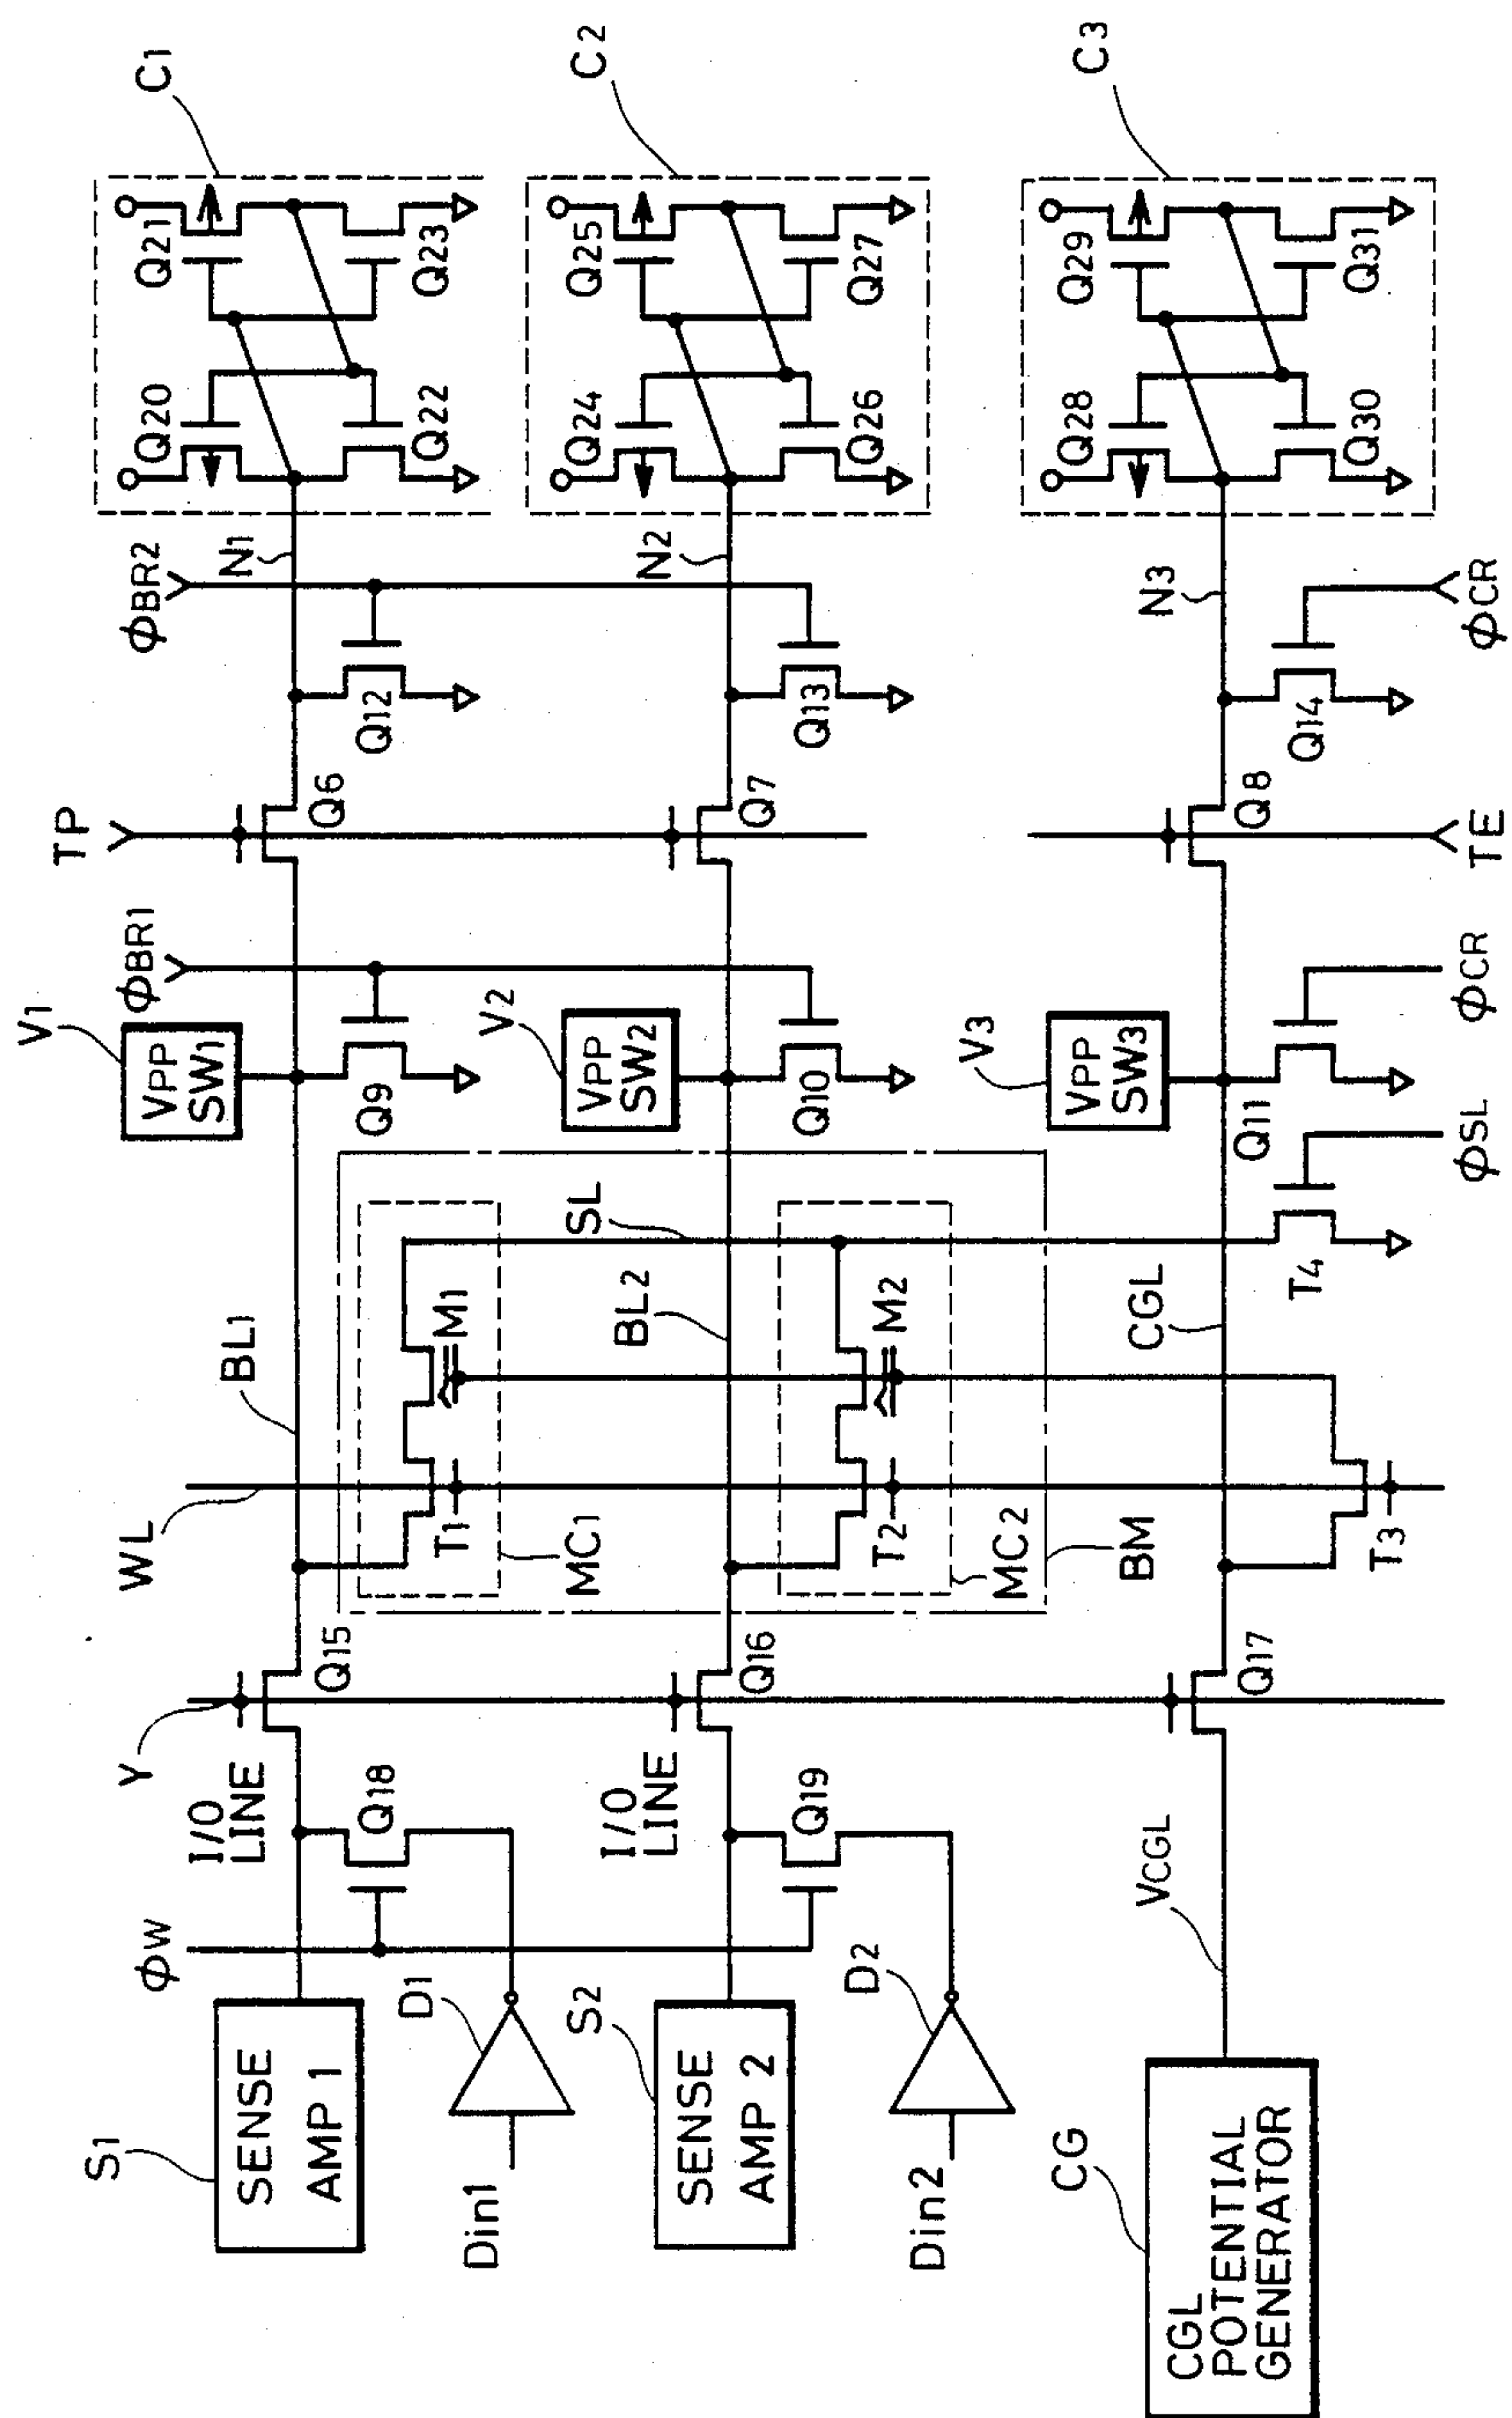 S1
SENSE
AMP 1
φW
D1
Din1
I/O
LINE
Q18
Y
Q15
WL
BL1
T1
M1
MC1
V1
VPP
SW1
φBR1
Q9
TP
Q6
φBR2
Q12
N1
Q20
Q21
Q22
Q23
C1
S2
SENSE
AMP 2
D2
Din2
I/O
LINE
Q19
Q16
BL2
SL
T2
M2
MC2
BM
V2
VPP
SW2
Q10
Q7
Q13
N2
Q24
Q25
Q26
Q27
C2
CG
CGL
POTENTIAL
GENERATOR
VCGL
Q17
T3
CGL
T4
φSL
V3
VPP
SW3
Q11
φCR
Q8
TE
Q14
φCR
N3
Q28
Q29
Q30
Q31
C3